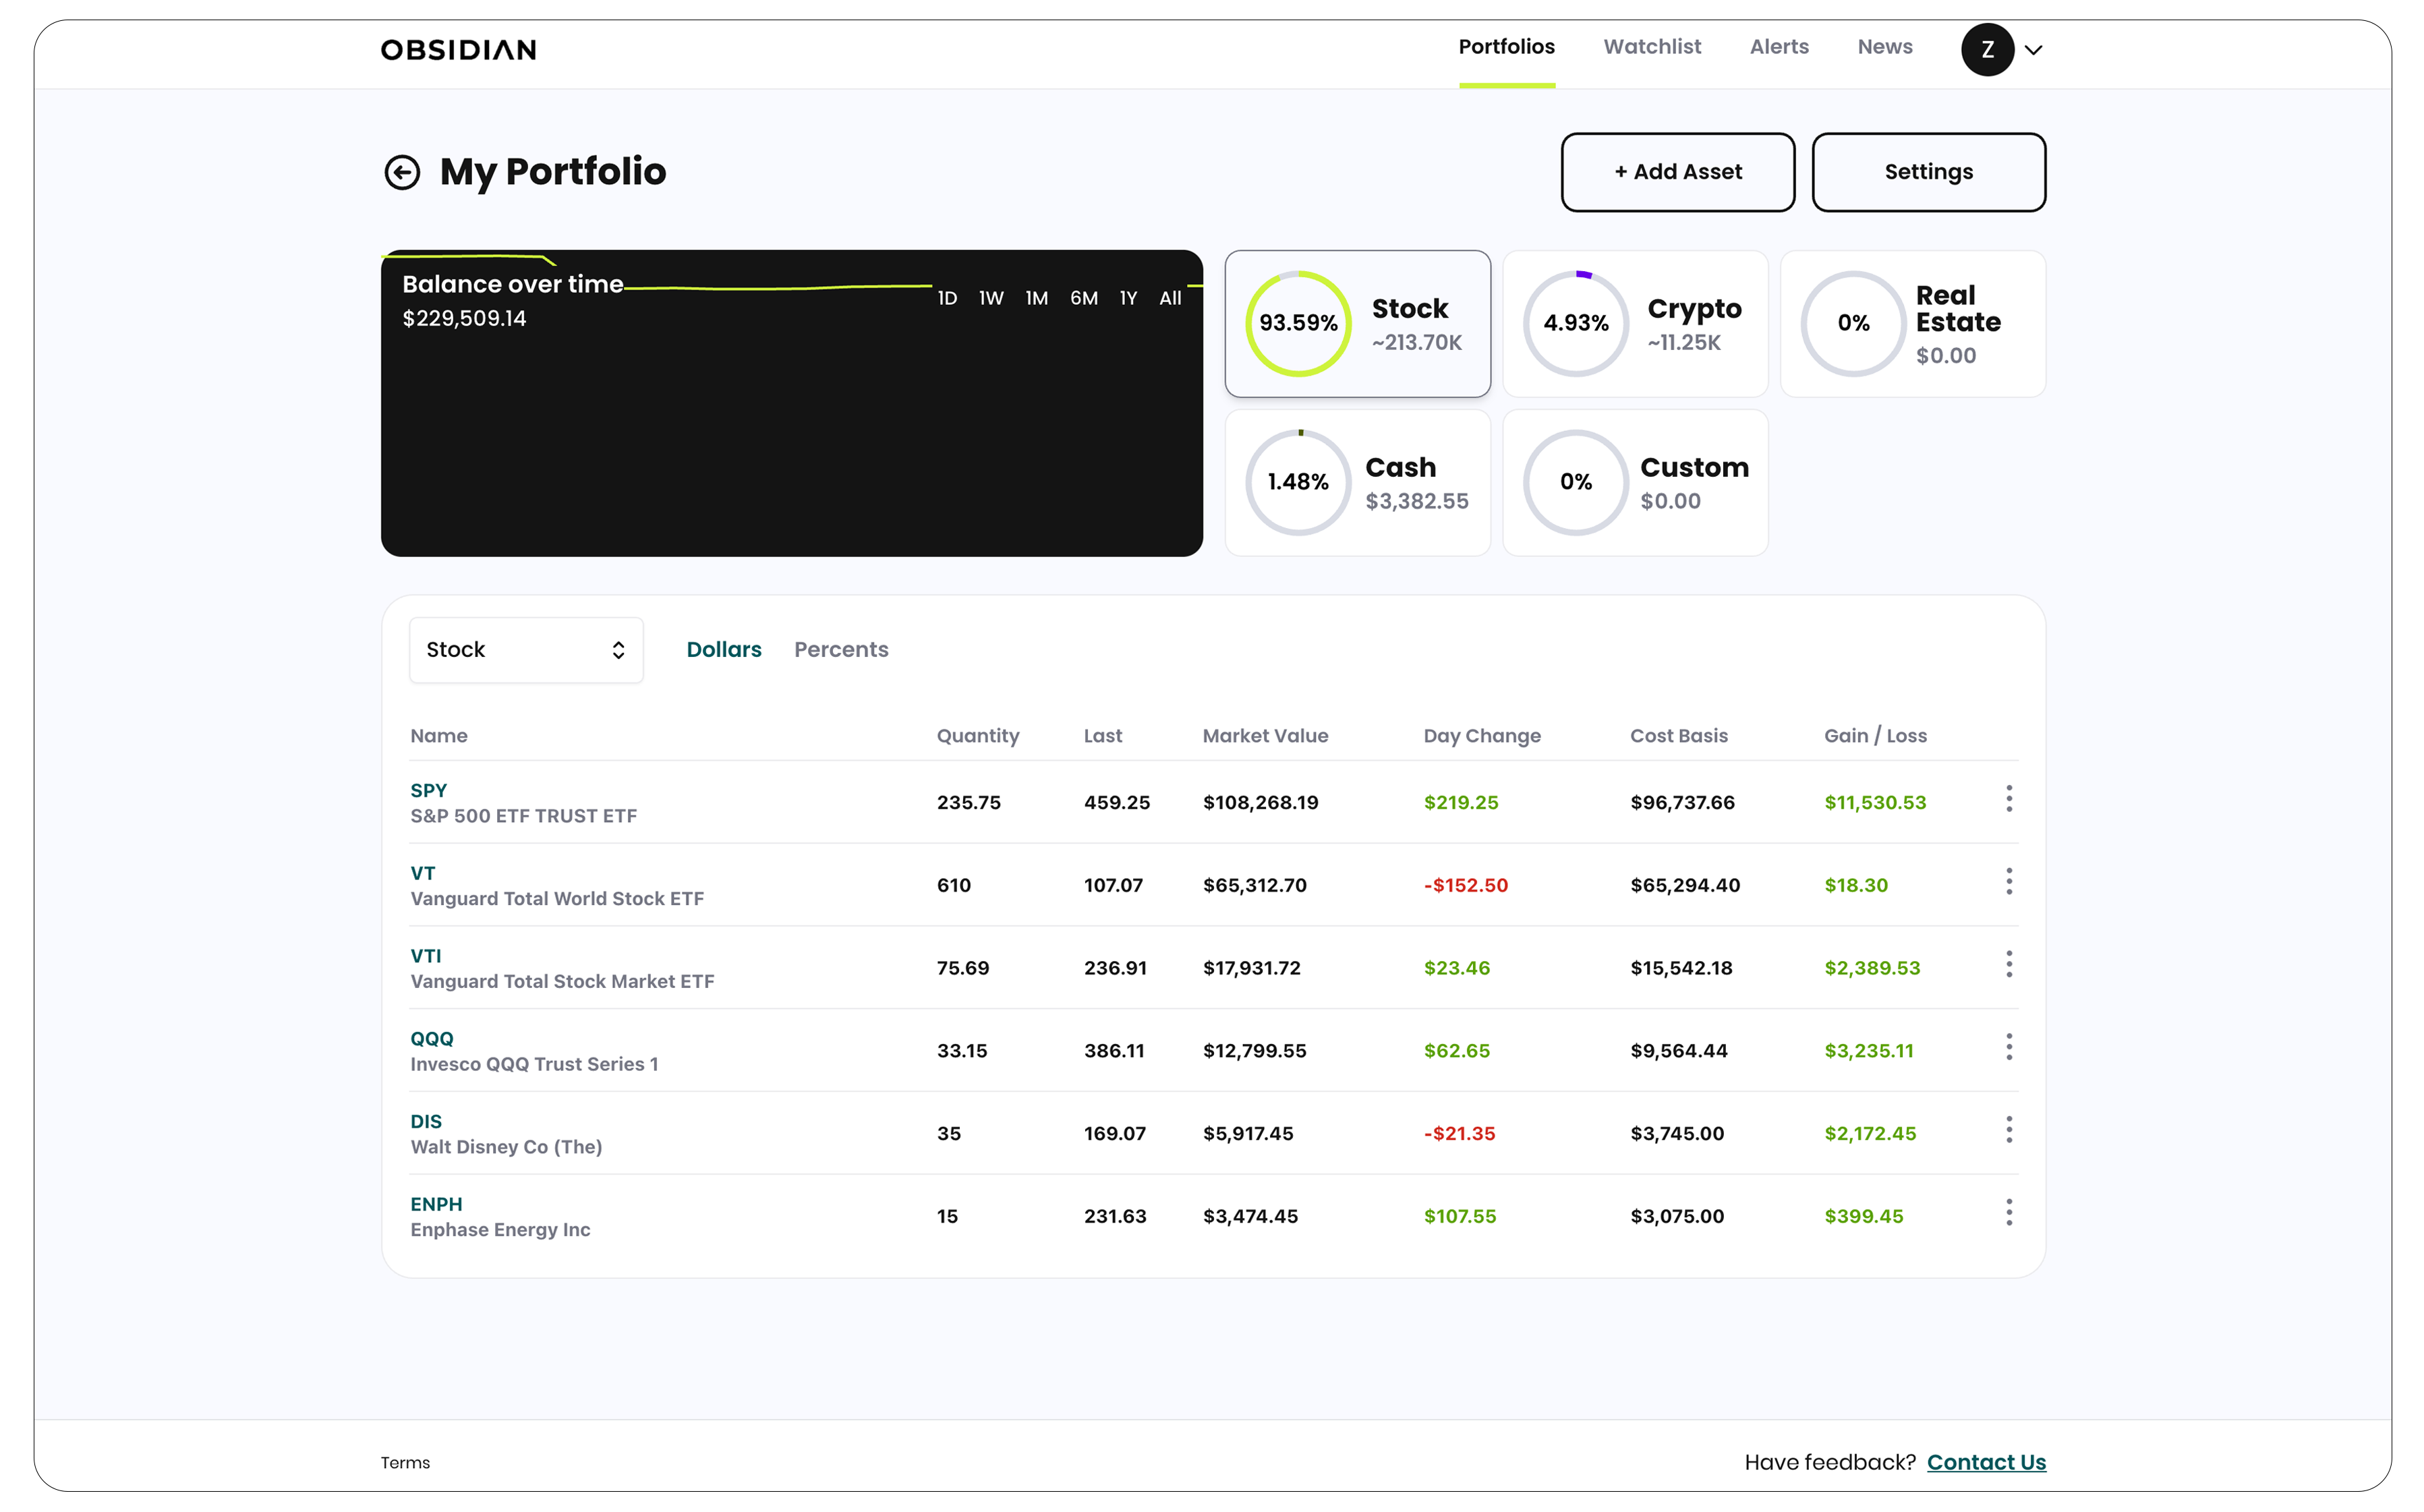 OBSIDIAN
Portfolios Watchlist Alerts News Z
My Portfolio
+ Add Asset Settings
Balance over time
1D 1W 1M 6M 1Y All
$229,509.14
93.59% Stock
~213.70K
4.93% Crypto
~11.25K
0% Real
Estate
$0.00
1.48% Cash
$3,382.55
0% Custom
$0.00
Stock Dollars Percents
Name Quantity Last Market Value Day Change Cost Basis Gain / Loss
SPY
S&P 500 ETF TRUST ETF
235.75 459.25 $108,268.19 $219.25 $96,737.66 $11,530.53
VT
Vanguard Total World Stock ETF
610 107.07 $65,312.70 -$152.50 $65,294.40 $18.30
VTI
Vanguard Total Stock Market ETF
75.69 236.91 $17,931.72 $23.46 $15,542.18 $2,389.53
QQQ
Invesco QQQ Trust Series 1
33.15 386.11 $12,799.55 $62.65 $9,564.44 $3,235.11
DIS
Walt Disney Co (The)
35 169.07 $5,917.45 -$21.35 $3,745.00 $2,172.45
ENPH
Enphase Energy Inc
15 231.63 $3,474.45 $107.55 $3,075.00 $399.45
Terms Have feedback? Contact Us